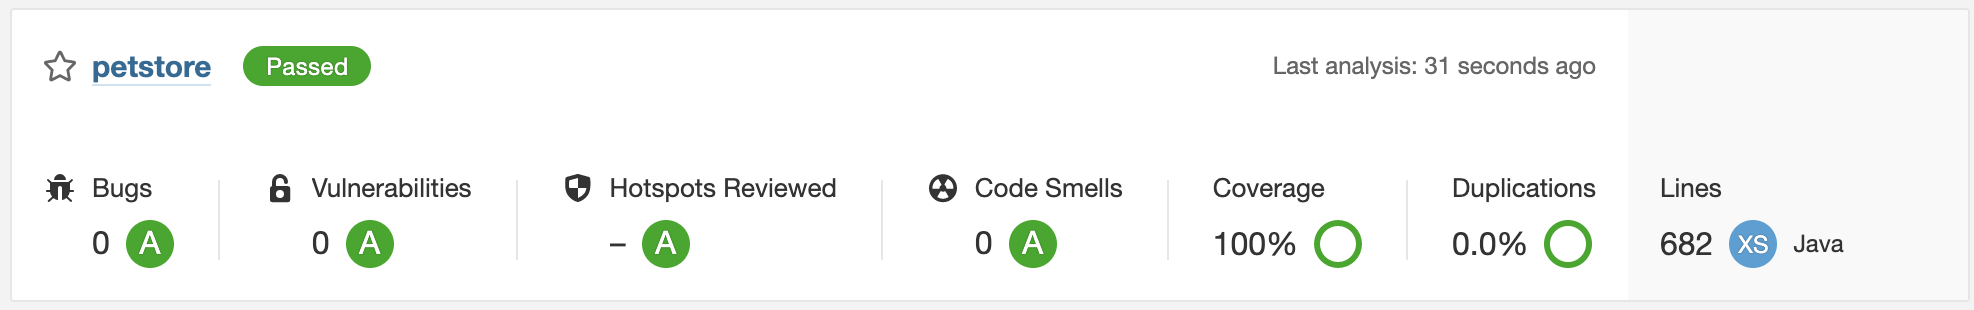 petstore Passed Last analysis: 31 seconds ago
Bugs Vulnerabilities Hotspots Reviewed Code Smells Coverage Duplications Lines
0 A 0 A – A 0 A 100% 0.0% 682 XS Java